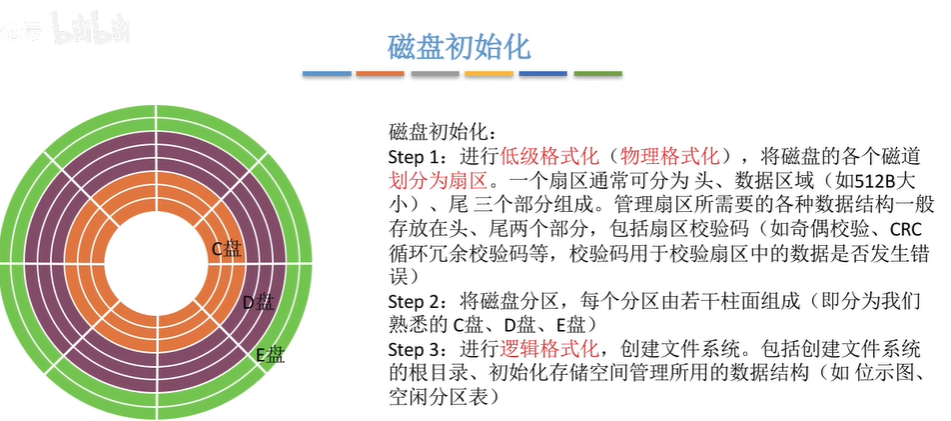 bilibili
磁盘初始化
磁盘初始化：
Step 1：进行低级格式化（物理格式化），将磁盘的各个磁道
划分为扇区。一个扇区通常可分为 头、数据区域（如512B大
小）、尾 三个部分组成。管理扇区所需要的各种数据结构一般
存放在头、尾两个部分，包括扇区校验码（如奇偶校验、CRC
循环冗余校验码等，校验码用于校验扇区中的数据是否发生错
误）
Step 2：将磁盘分区，每个分区由若干柱面组成（即分为我们
熟悉的 C盘、D盘、E盘）
Step 3：进行逻辑格式化，创建文件系统。包括创建文件系统
的根目录、初始化存储空间管理所用的数据结构（如 位示图、
空闲分区表）
C盘
D盘
E盘